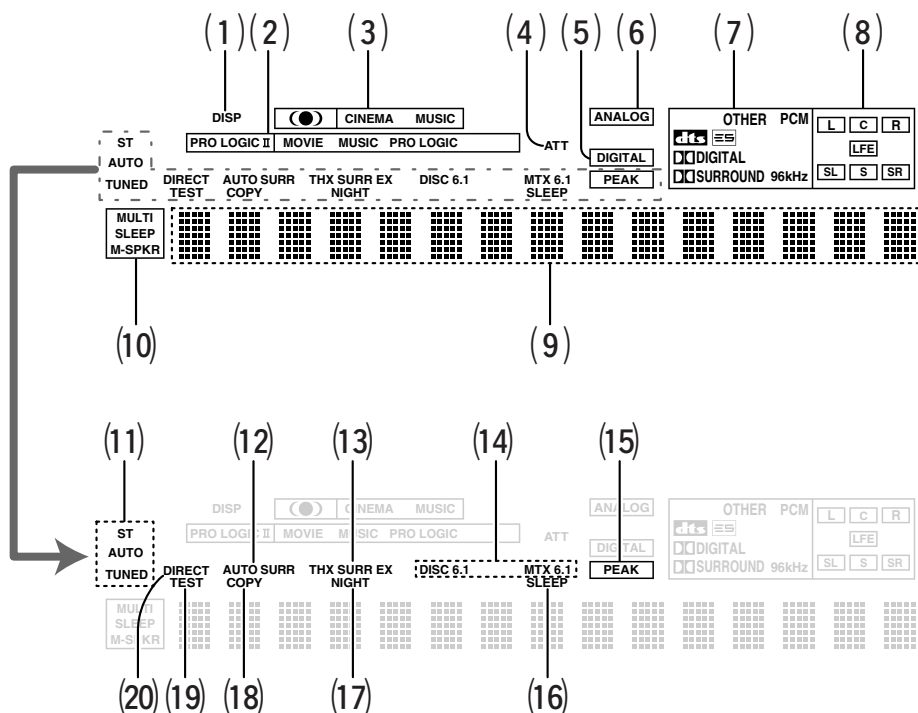 (1) (2) (3) (4) (5) (6) (7) (8)
DISP CINEMA MUSIC ANALOG OTHER PCM L C R
ST PRO LOGIC II MOVIE MUSIC PRO LOGIC ATT dts ES LFE
AUTO DIGITAL DIGITAL
TUNED DIRECT AUTO SURR THX SURR EX DISC 6.1 MTX 6.1 PEAK SURROUND 96kHz SL S SR
TEST COPY NIGHT SLEEP
MULTI
SLEEP
M-SPKR
(10) (9)
(11) (12) (13) (14) (15)
DISP CINEMA MUSIC ANALOG OTHER PCM L C R
ST PRO LOGIC II MOVIE MUSIC PRO LOGIC ATT dts ES LFE
AUTO DIGITAL DIGITAL
TUNED DIRECT AUTO SURR THX SURR EX DISC 6.1 MTX 6.1 PEAK SURROUND 96kHz SL S SR
TEST COPY NIGHT SLEEP
MULTI
SLEEP
M-SPKR
(20) (19) (18) (17) (16)